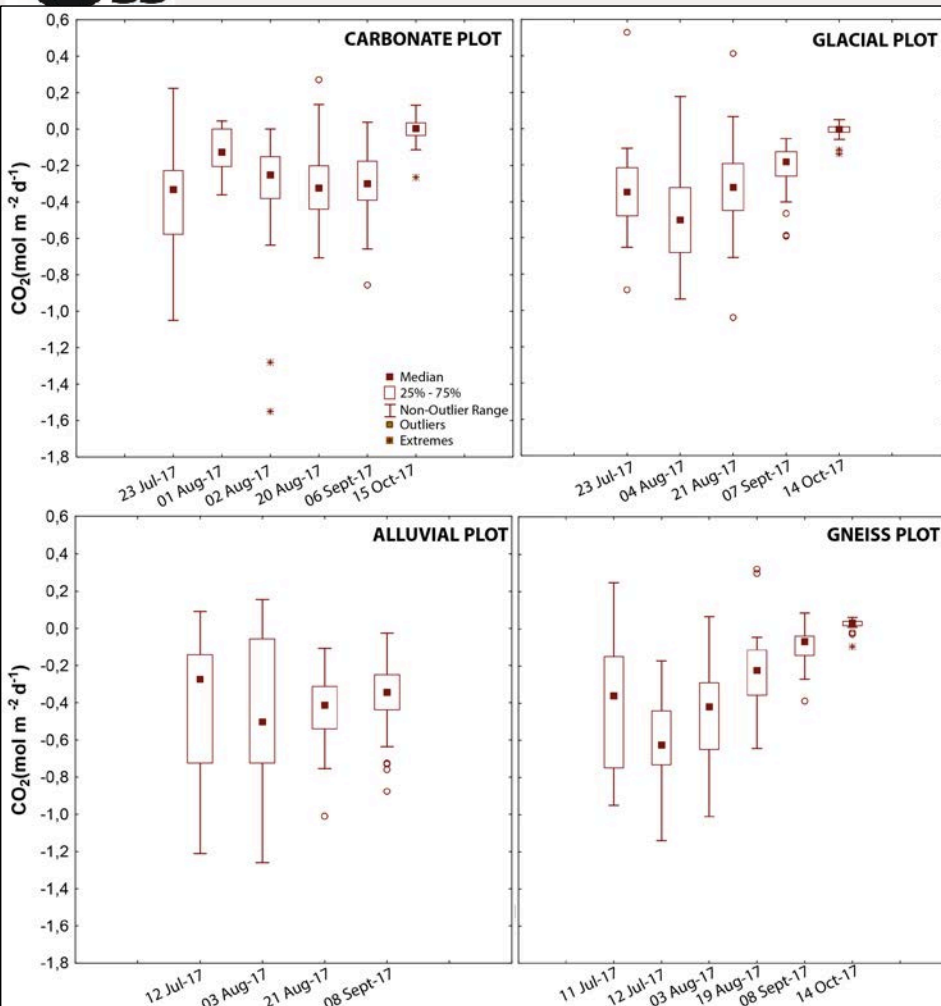 CARBONATE PLOT
CO₂(mol m⁻² d⁻¹)
0,6
0,4
0,2
0,0
-0,2
-0,4
-0,6
-0,8
-1,0
-1,2
-1,4
-1,6
-1,8
Median
25% - 75%
Non-Outlier Range
Outliers
Extremes
23 Jul-17
01 Aug-17
02 Aug-17
20 Aug-17
06 Sept-17
15 Oct-17
GLACIAL PLOT
23 Jul-17
04 Aug-17
21 Aug-17
07 Sept-17
14 Oct-17
ALLUVIAL PLOT
CO₂(mol m⁻² d⁻¹)
0,6
0,4
0,2
0,0
-0,2
-0,4
-0,6
-0,8
-1,0
-1,2
-1,4
-1,6
-1,8
12 Jul-17
03 Aug-17
21 Aug-17
08 Sept-17
GNEISS PLOT
11 Jul-17
12 Jul-17
03 Aug-17
19 Aug-17
08 Sept-17
14 Oct-17